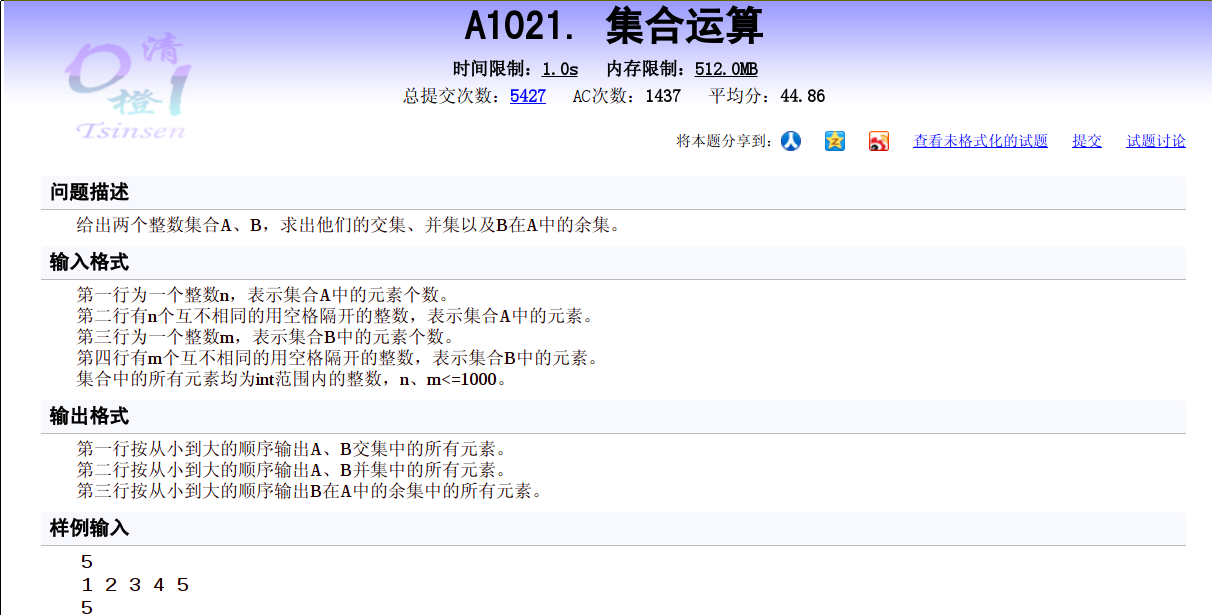 A1021. 集合运算
时间限制：1.0s 内存限制：512.0MB
总提交次数：5427 AC次数：1437 平均分：44.86
清
橙
Tsinsen
将本题分享到： 查看未格式化的试题 提交 试题讨论
问题描述
给出两个整数集合A、B，求出他们的交集、并集以及B在A中的余集。
输入格式
第一行为一个整数n，表示集合A中的元素个数。
第二行有n个互不相同的用空格隔开的整数，表示集合A中的元素。
第三行为一个整数m，表示集合B中的元素个数。
第四行有m个互不相同的用空格隔开的整数，表示集合B中的元素。
集合中的所有元素均为int范围内的整数，n、m<=1000。
输出格式
第一行按从小到大的顺序输出A、B交集中的所有元素。
第二行按从小到大的顺序输出A、B并集中的所有元素。
第三行按从小到大的顺序输出B在A中的余集中的所有元素。
样例输入
5
1 2 3 4 5
5